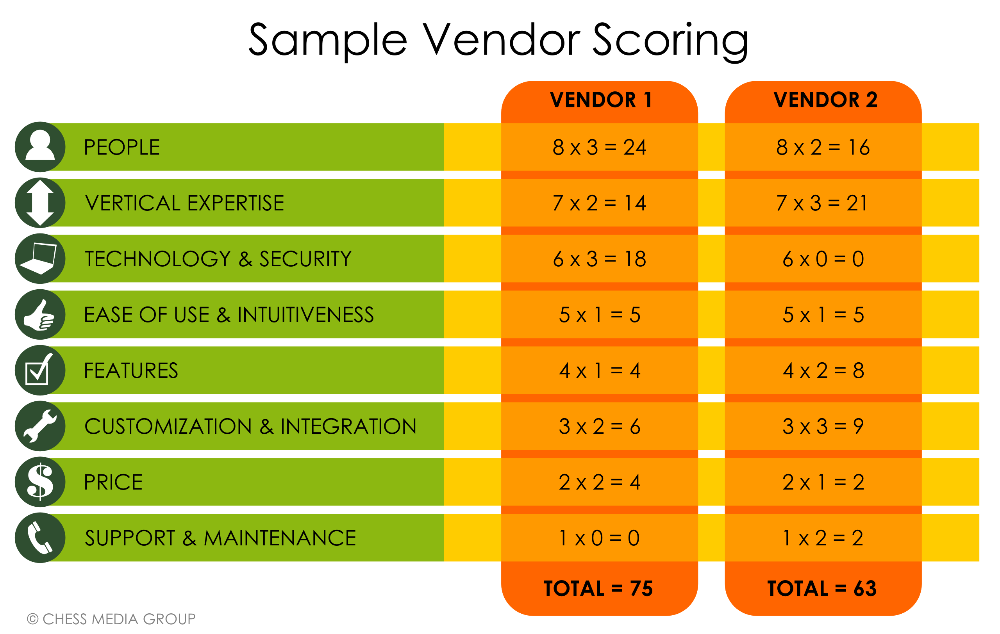 Sample Vendor Scoring
VENDOR 1 VENDOR 2
PEOPLE 8 x 3 = 24 8 x 2 = 16
VERTICAL EXPERTISE 7 x 2 = 14 7 x 3 = 21
TECHNOLOGY & SECURITY 6 x 3 = 18 6 x 0 = 0
EASE OF USE & INTUITIVENESS 5 x 1 = 5 5 x 1 = 5
FEATURES 4 x 1 = 4 4 x 2 = 8
CUSTOMIZATION & INTEGRATION 3 x 2 = 6 3 x 3 = 9
PRICE 2 x 2 = 4 2 x 1 = 2
SUPPORT & MAINTENANCE 1 x 0 = 0 1 x 2 = 2
TOTAL = 75 TOTAL = 63
© CHESS MEDIA GROUP